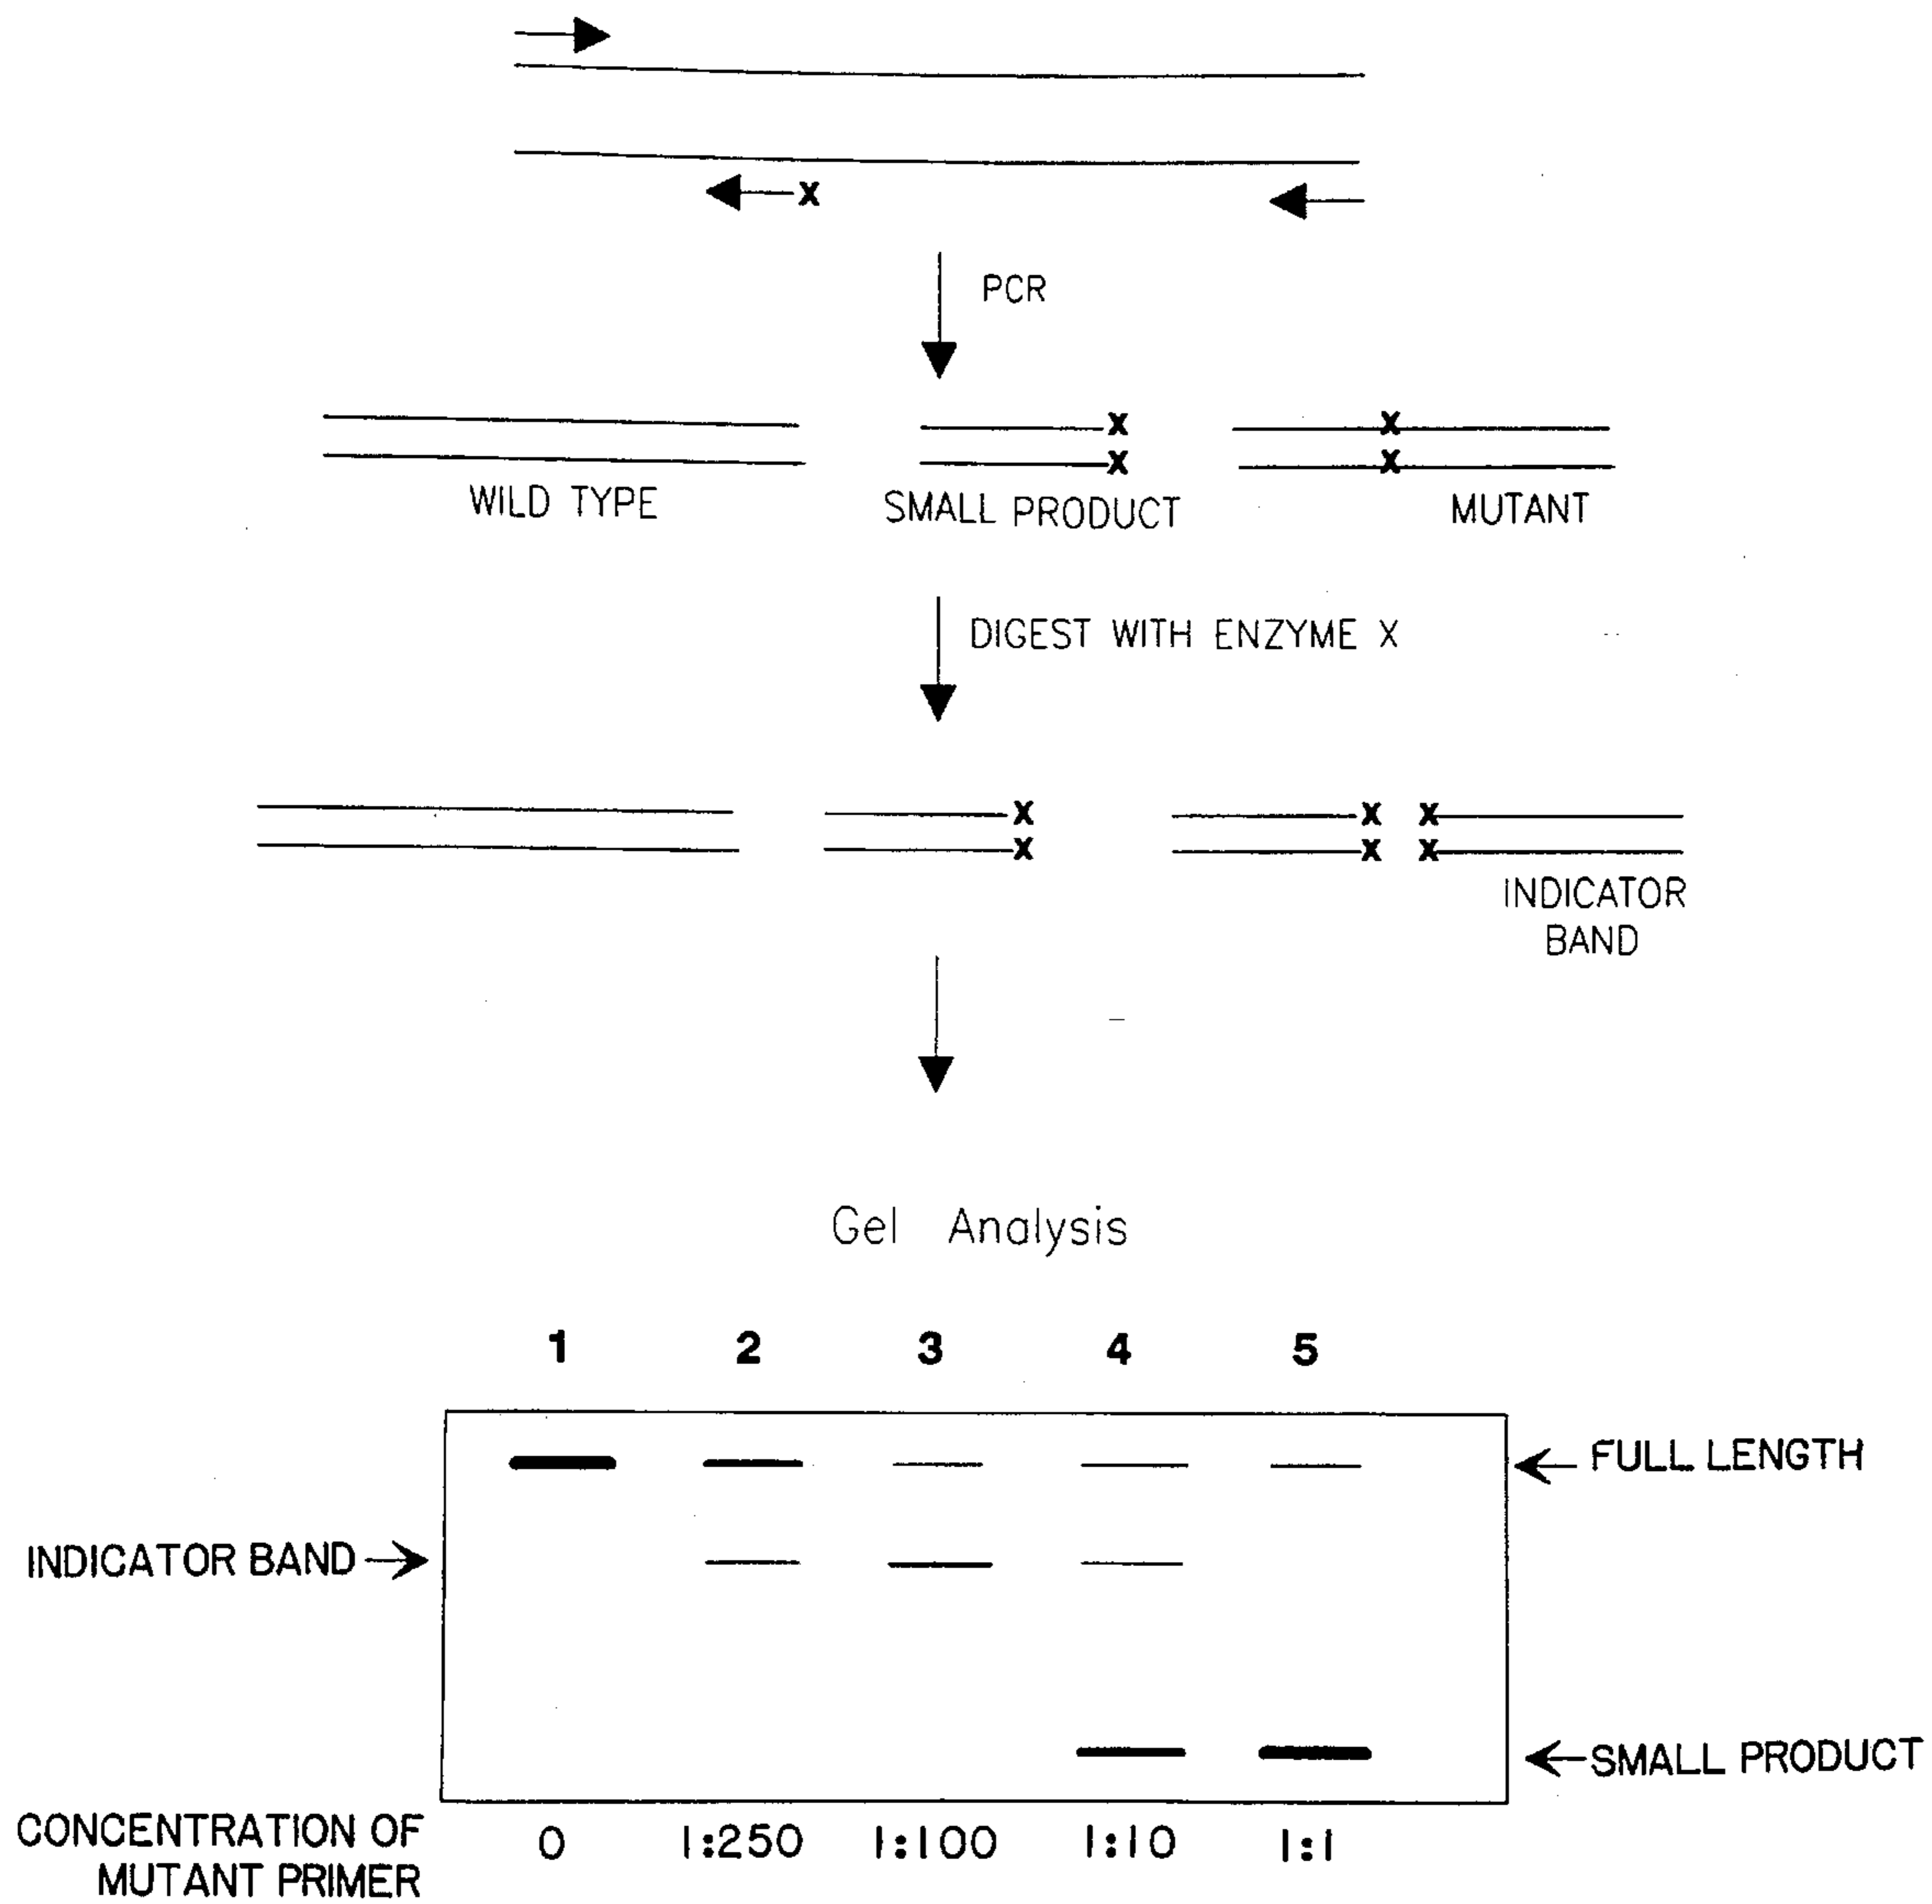 X
PCR
X X
X X
WILD TYPE SMALL PRODUCT MUTANT
DIGEST WITH ENZYME X
X X X
X X X
INDICATOR
BAND
Gel Analysis
1 2 3 4 5
FULL LENGTH
INDICATOR BAND
SMALL PRODUCT
CONCENTRATION OF
MUTANT PRIMER
0 1:250 1:100 1:10 1:1